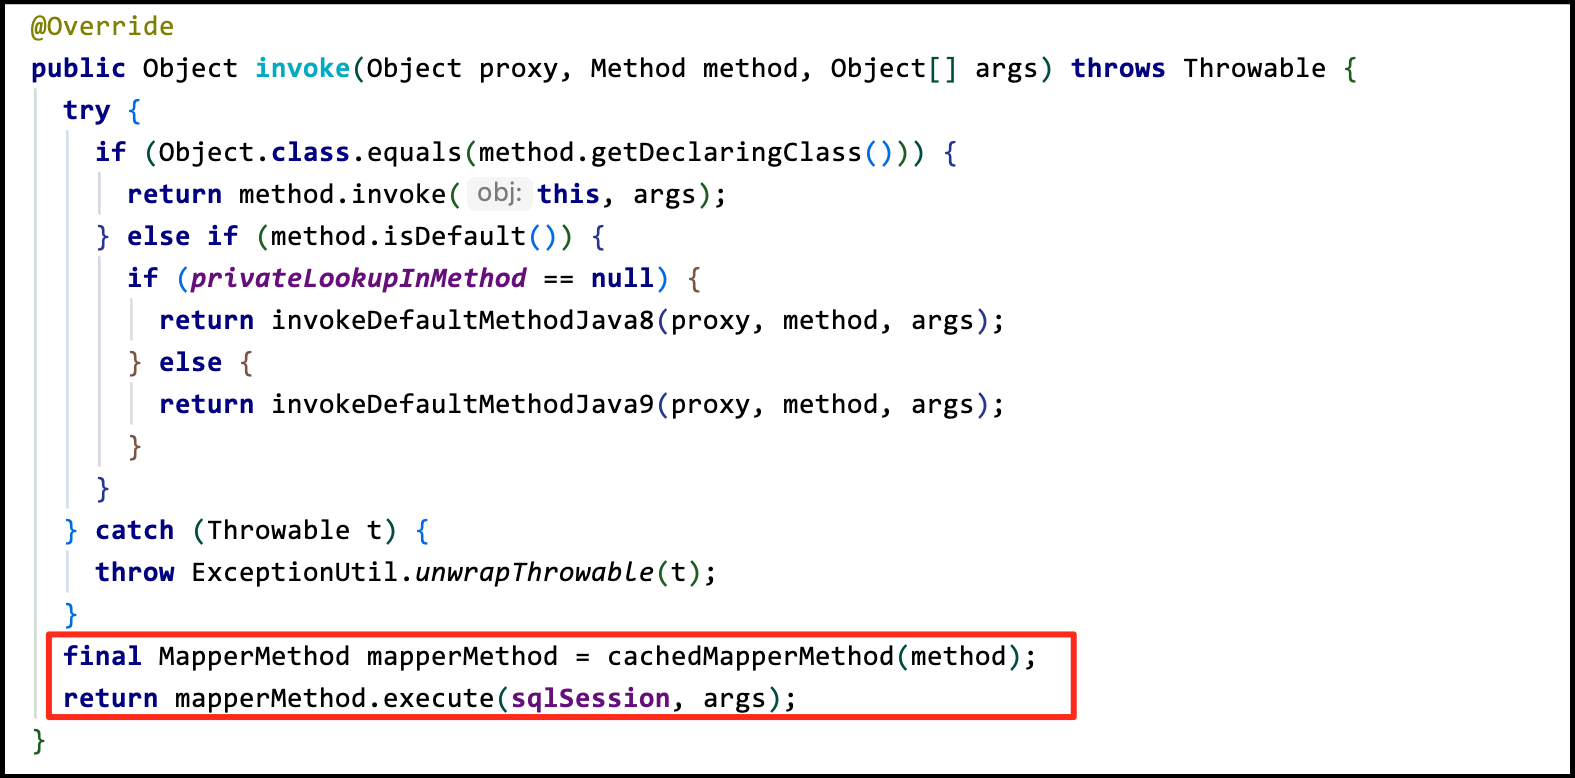 @Override
public Object invoke(Object proxy, Method method, Object[] args) throws Throwable {
try {
if (Object.class.equals(method.getDeclaringClass())) {
return method.invoke( obj: this, args);
} else if (method.isDefault()) {
if (privateLookupInMethod == null) {
return invokeDefaultMethodJava8(proxy, method, args);
} else {
return invokeDefaultMethodJava9(proxy, method, args);
}
}
} catch (Throwable t) {
throw ExceptionUtil.unwrapThrowable(t);
}
final MapperMethod mapperMethod = cachedMapperMethod(method);
return mapperMethod.execute(sqlSession, args);
}